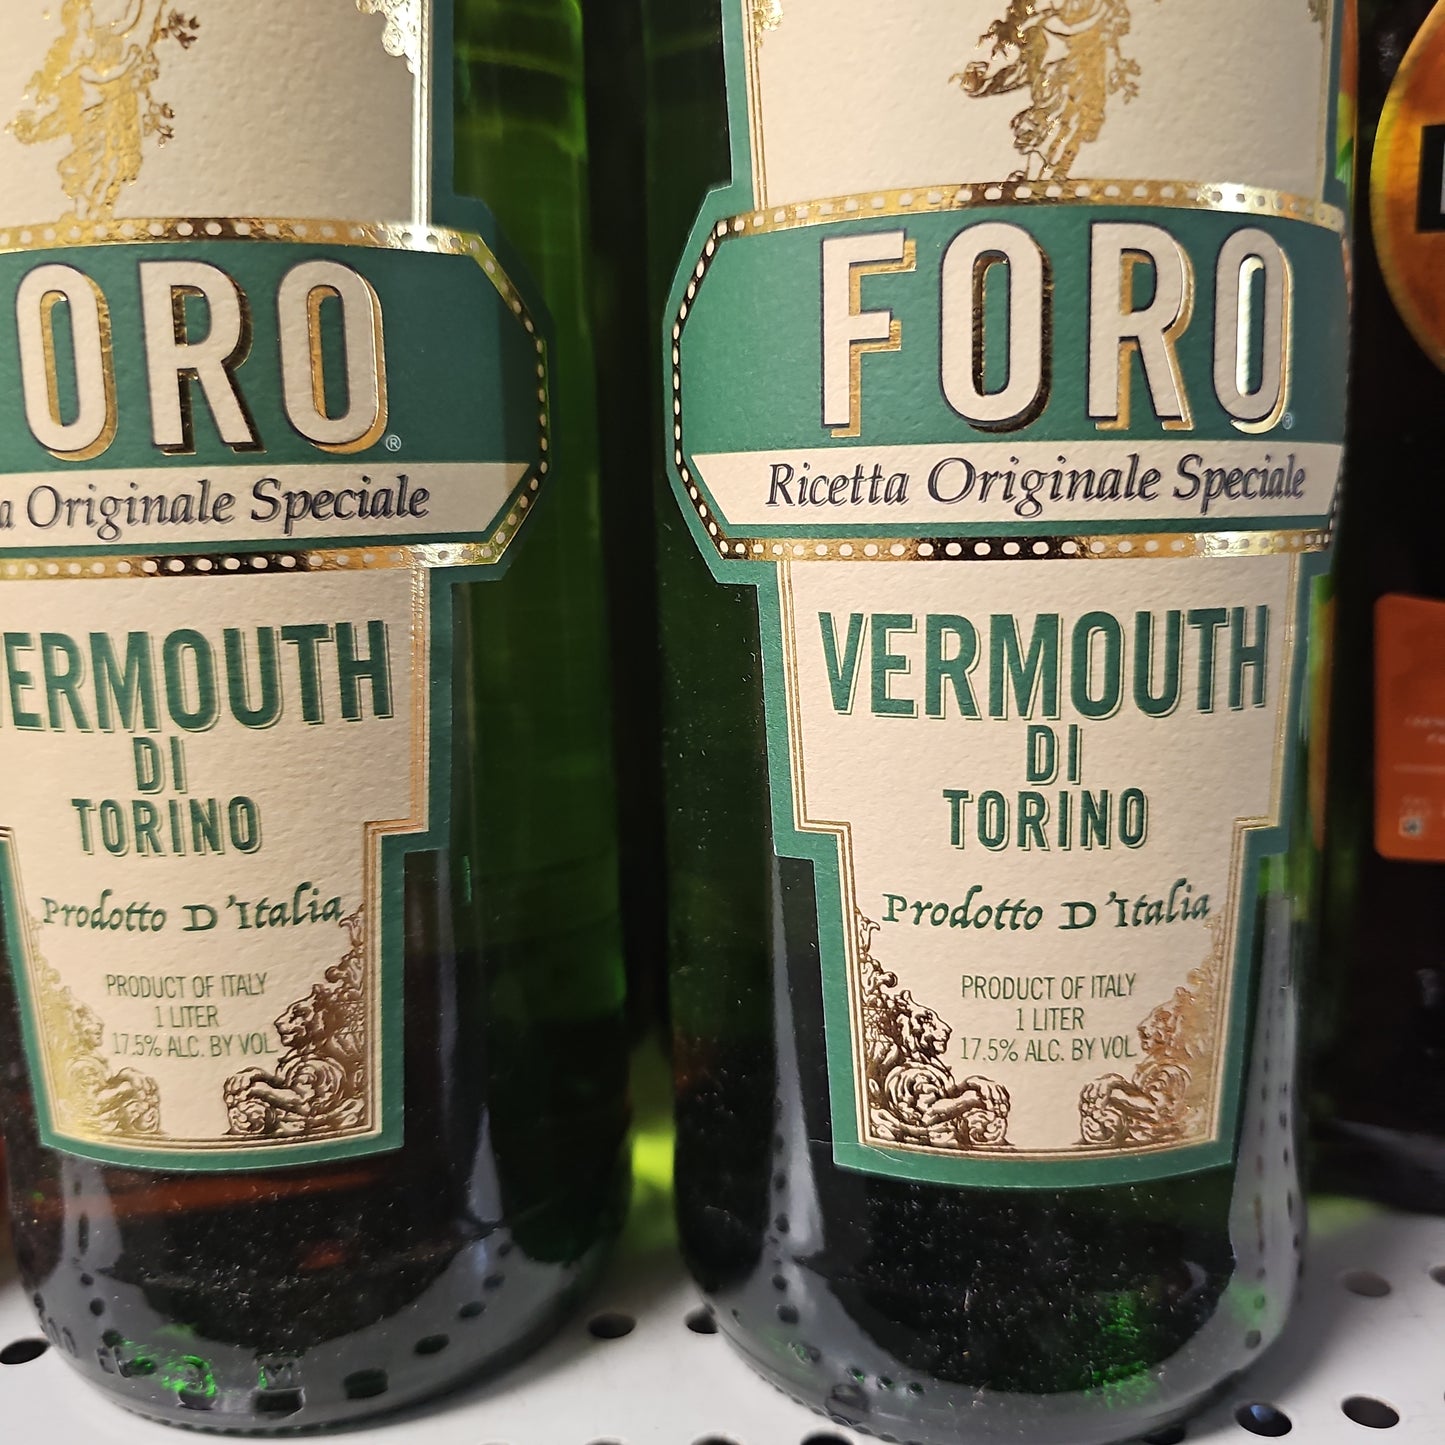 ORO®
Originale Speciale
ERMOUTH
DI
TORINO
Prodotto D'Italia
PRODUCT OF ITALY
1 LITER
17.5% ALC. BY VOL.
FORO®
Ricetta Originale Speciale
VERMOUTH
DI
TORINO
Prodotto D'Italia
PRODUCT OF ITALY
1 LITER
17.5% ALC. BY VOL.